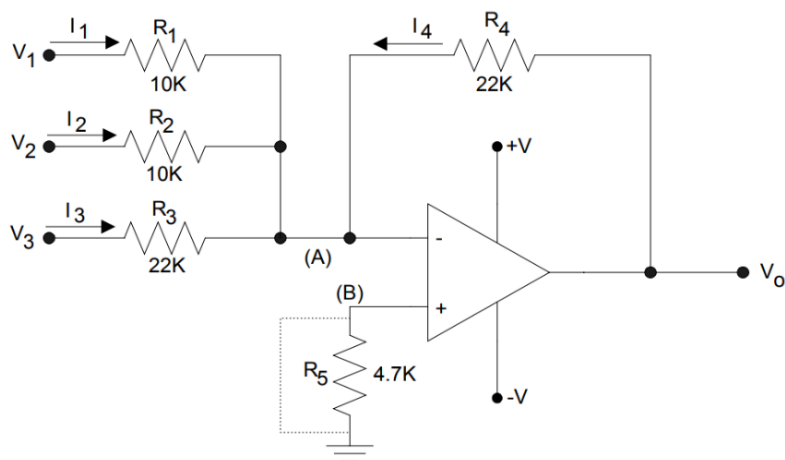 I1
R1
V1
10K
I2
R2
V2
10K
I3
R3
V3
22K
(A)
I4
R4
22K
+V
-
+
(B)
R5
4.7K
-V
Vo